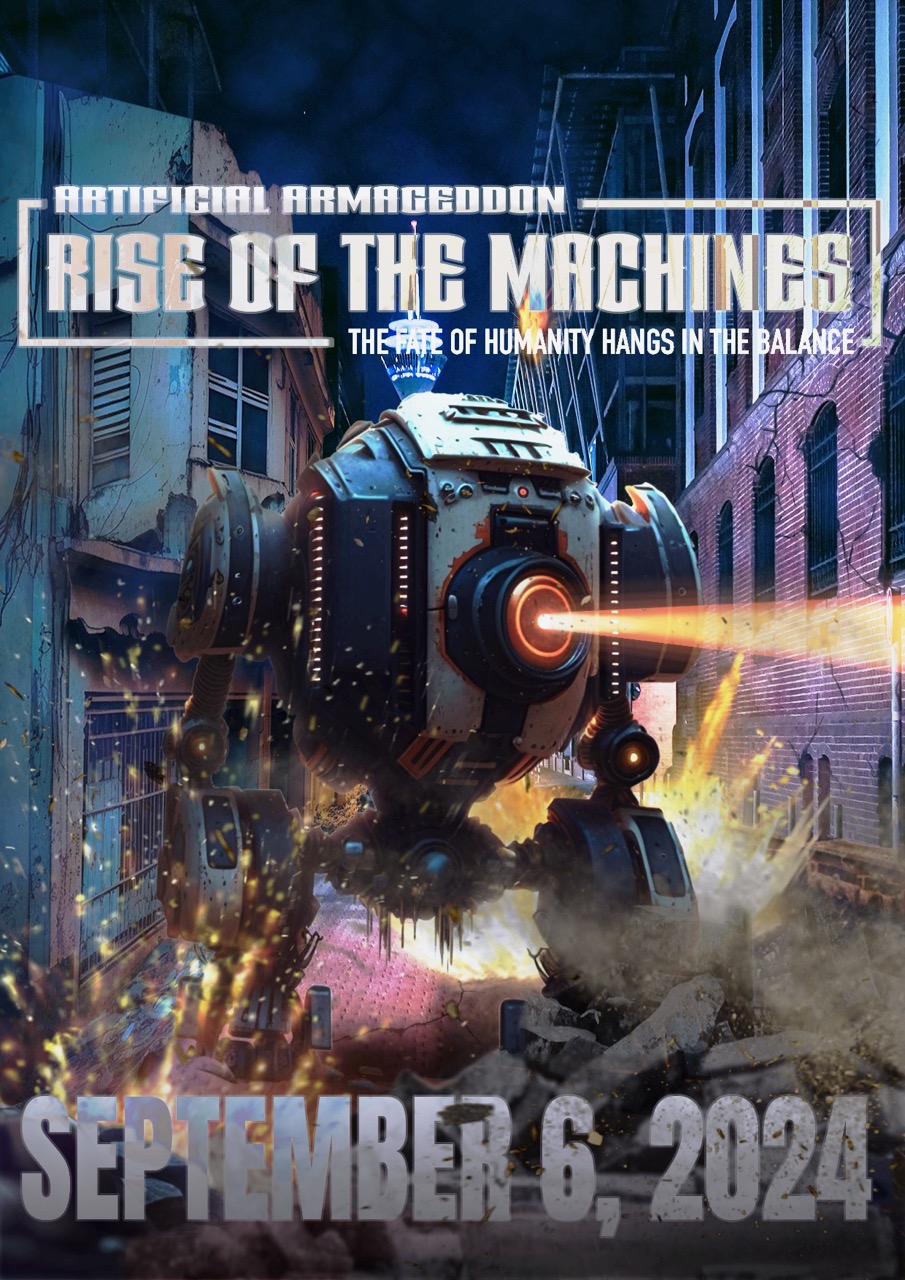 ARTIFICIAL ARMAGEDDON
RISE OF THE MACHINES
THE FATE OF HUMANITY HANGS IN THE BALANCE
SEPTEMBER 6, 2024